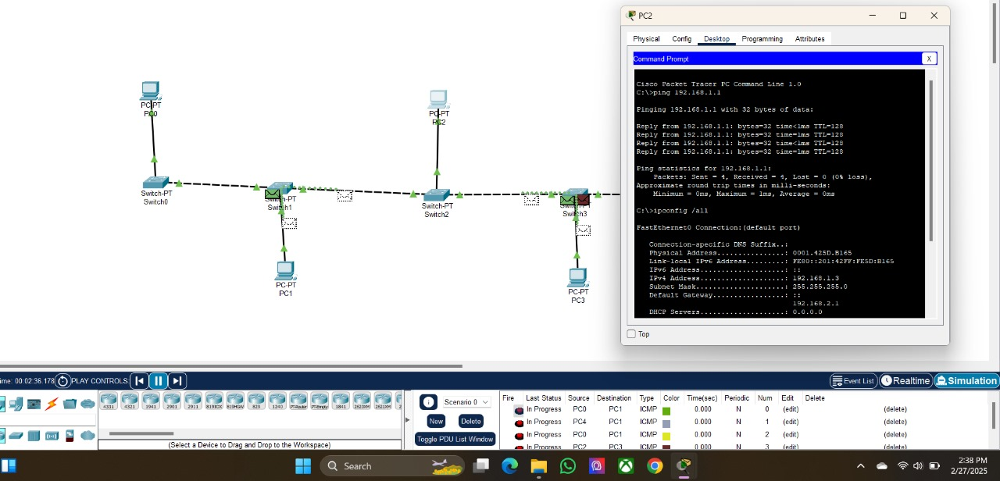 PC2
Physical Config Desktop Programming Attributes
Command Prompt
X
Cisco Packet Tracer PC Command Line 1.0
C:\>ping 192.168.1.1
Pinging 192.168.1.1 with 32 bytes of data:
Reply from 192.168.1.1: bytes=32 time<1ms TTL=128
Reply from 192.168.1.1: bytes=32 time=1ms TTL=128
Reply from 192.168.1.1: bytes=32 time<1ms TTL=128
Reply from 192.168.1.1: bytes=32 time=1ms TTL=128
Ping statistics for 192.168.1.1:
Packets: Sent = 4, Received = 4, Lost = 0 (0% loss),
Approximate round trip times in milli-seconds:
Minimum = 0ms, Maximum = 1ms, Average = 0ms
C:\>ipconfig /all
FastEthernet0 Connection:(default port)
Connection-specific DNS Suffix..:
Physical Address................: 0001.425D.B165
Link-local IPv6 Address.........: FE80::201:42FF:FE5D:B165
IPv6 Address....................: ::
IPv4 Address....................: 192.168.1.3
Subnet Mask.....................: 255.255.255.0
Default Gateway.................: ::
192.168.2.1
DHCP Servers....................: 0.0.0.0
Top
PC-PT
PC0
PC-PT
PC2
Switch-PT
Switch0
Switch-PT
Switch1
Switch-PT
Switch2
Switch3
PC-PT
PC1
PC-PT
PC3
ime: 00:02:36.178 PLAY CONTROLS: Event List Realtime Simulation
4331 4321 1941 2901 2911 819IOX 819HGW 829 1240 PT-Router PT-Empty 1841 2620XM 2621XM
(Select a Device to Drag and Drop to the Workspace)
Scenario 0
New Delete
Toggle PDU List Window
Fire Last Status Source Destination Type Color Time(sec) Periodic Num Edit Delete
In Progress PC0 PC1 ICMP 0.000 N 0 (edit) (delete)
In Progress PC4 PC1 ICMP 0.000 N 1 (edit) (delete)
In Progress PC0 PC1 ICMP 0.000 N 2 (edit) (delete)
In Progress PC2 PC3 ICMP 0.000 N 3 (edit) (delete)
Search
2:38 PM
2/27/2025